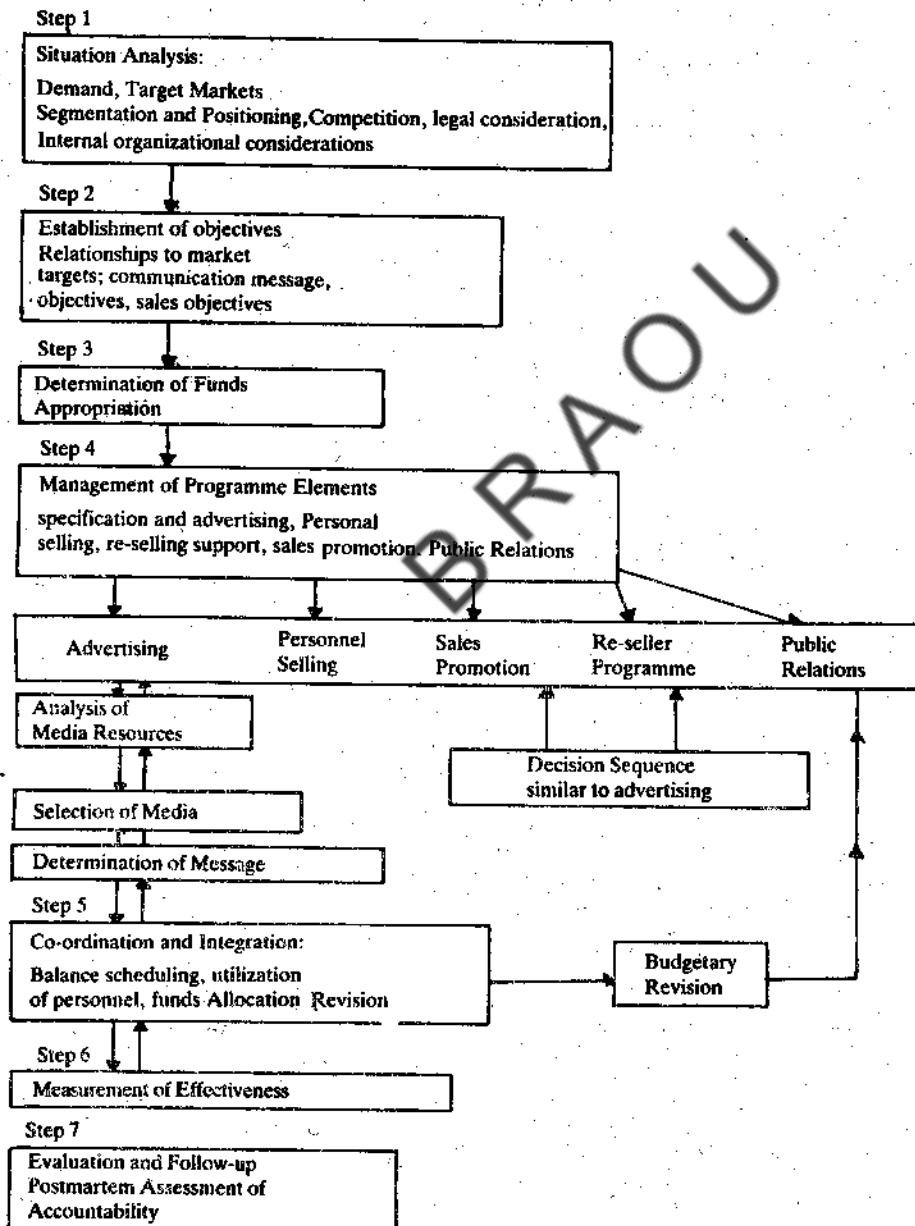 Step 1
Situation Analysis:
Demand, Target Markets
Segmentation and Positioning, Competition, legal consideration,
Internal organizational considerations
Step 2
Establishment of objectives
Relationships to market
targets; communication message,
objectives, sales objectives
Step 3
Determination of Funds
Appropriation
Step 4
Management of Programme Elements
specification and advertising, Personal
selling, re-selling support, sales promotion. Public Relations
BRAOU
Advertising
Personnel
Selling
Sales
Promotion
Re-seller
Programme
Public
Relations
Analysis of
Media Resources
Decision Sequence
similar to advertising
Selection of Media
Determination of Message
Step 5
Co-ordination and Integration:
Balance scheduling, utilization
of personnel, funds Allocation Revision
Budgetary
Revision
Step 6
Measurement of Effectiveness
Step 7
Evaluation and Follow-up
Postmartem Assessment of
Accountability